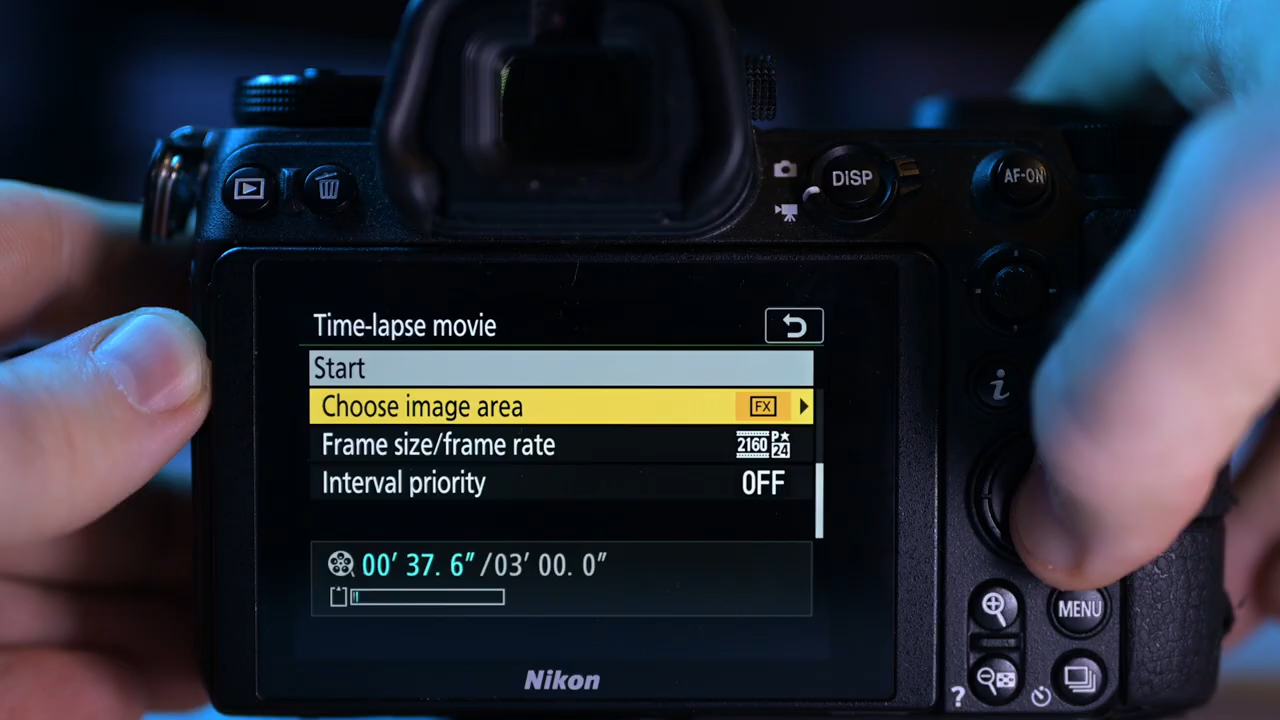 DISP
AF-ON
Time-lapse movie
Start
Choose image area FX
i
Frame size/frame rate 2160 P★ 24
Interval priority OFF
00' 37. 6" /03' 00. 0"
MENU
Nikon
?